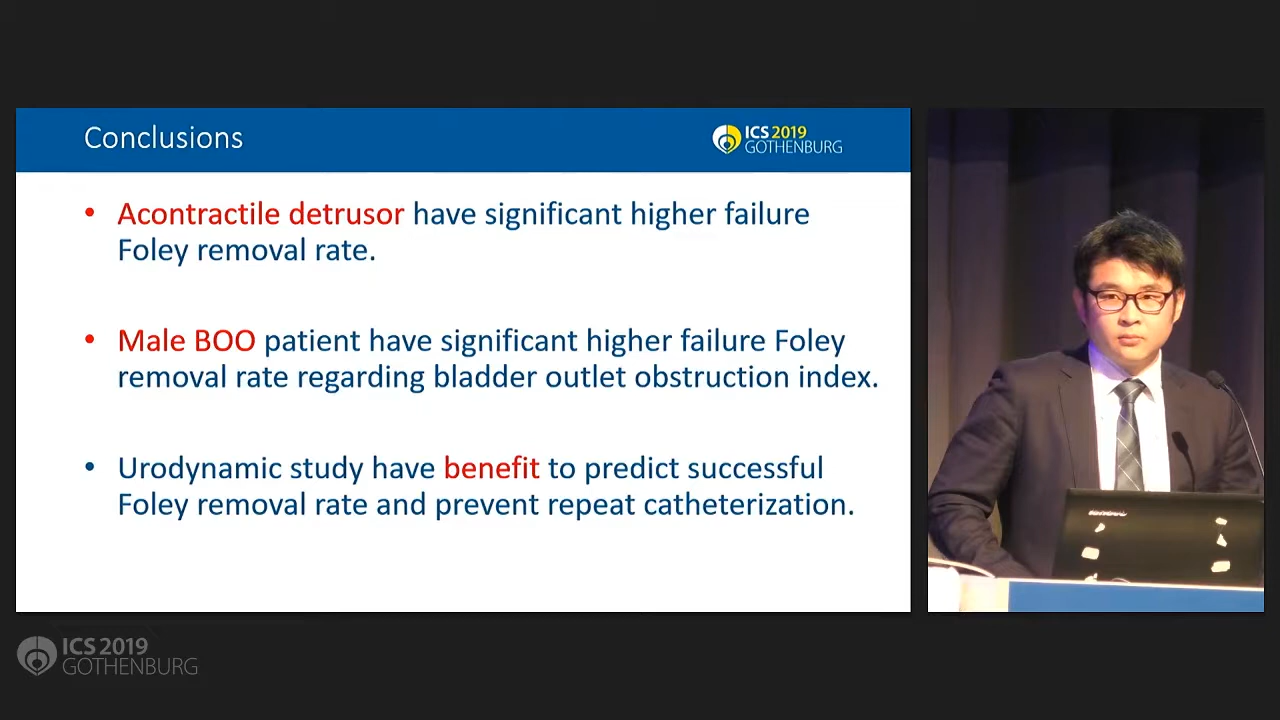 Conclusions
ICS 2019
GOTHENBURG
• Acontractile detrusor have significant higher failure
Foley removal rate.
• Male BOO patient have significant higher failure Foley
removal rate regarding bladder outlet obstruction index.
• Urodynamic study have benefit to predict successful
Foley removal rate and prevent repeat catheterization.
ICS 2019
GOTHENBURG